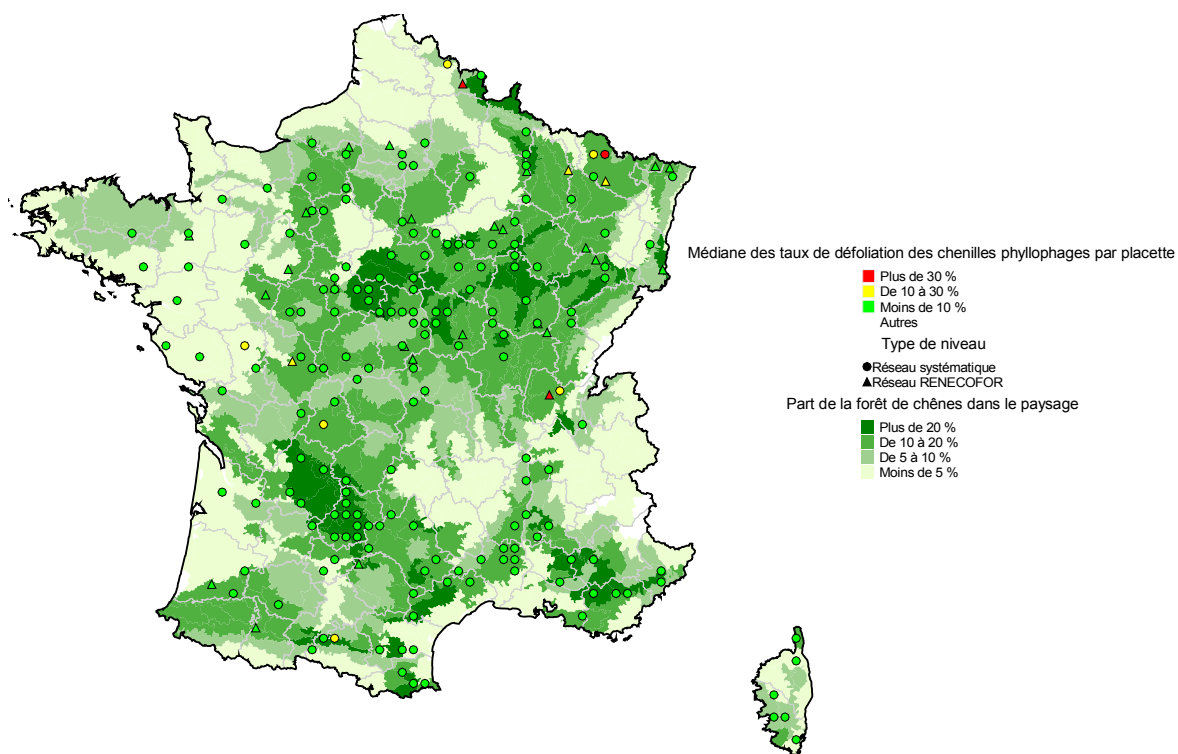 Médiane des taux de défoliation des chenilles phyllophages par placette
Plus de 30 %
De 10 à 30 %
Moins de 10 %
Autres
Type de niveau
Réseau systématique
Réseau RENECOFOR
Part de la forêt de chênes dans le paysage
Plus de 20 %
De 10 à 20 %
De 5 à 10 %
Moins de 5 %